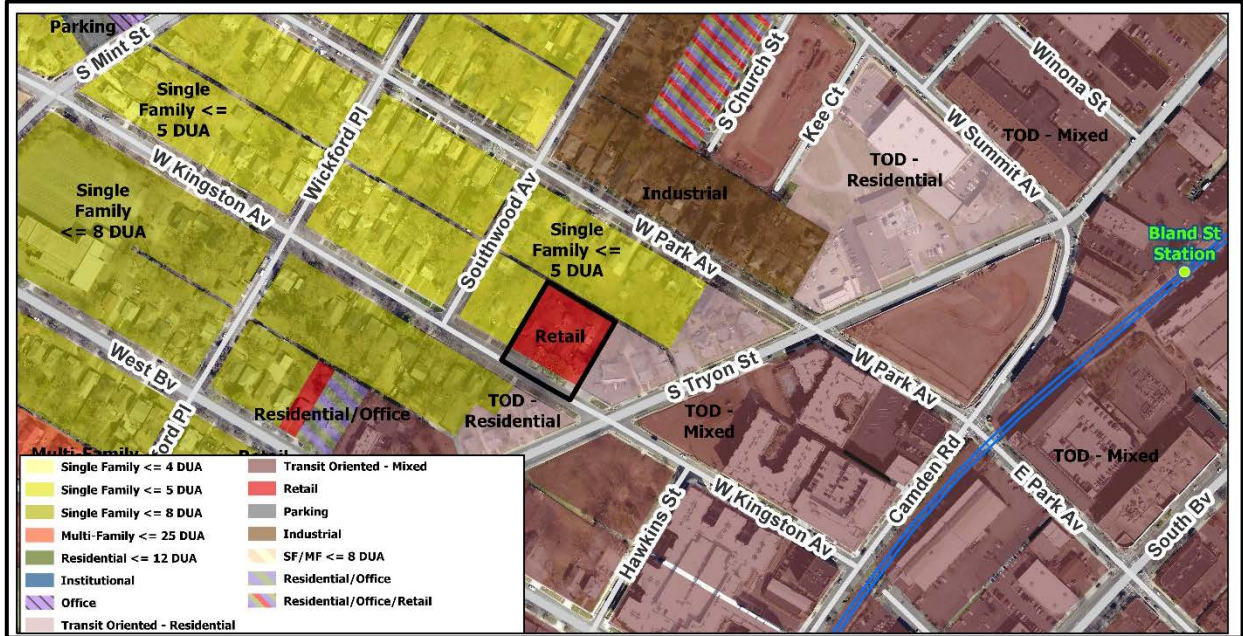 Parking
S Mint St
Single
Family <=
5 DUA
Wickford Pl
S Church St
Kee Ct
Winona St
TOD - Mixed
W Summit Av
TOD -
Residential
Industrial
Single
Family
<= 8 DUA
W Kingston Av
Southwood Av
Single
Family <=
5 DUA
W Park Av
Bland St
Station
Retail
S Tryon St
West Bv
Residential/Office
TOD -
Residential
TOD -
Mixed
W Park Av
TOD - Mixed
ford Pl
Multi-Family
Retail
Hawkins St
W Kingston Av
Camden Rd
E Park Av
South Bv
Single Family <= 4 DUA
Single Family <= 5 DUA
Single Family <= 8 DUA
Multi-Family <= 25 DUA
Residential <= 12 DUA
Institutional
Office
Transit Oriented - Residential
Transit Oriented - Mixed
Retail
Parking
Industrial
SF/MF <= 8 DUA
Residential/Office
Residential/Office/Retail